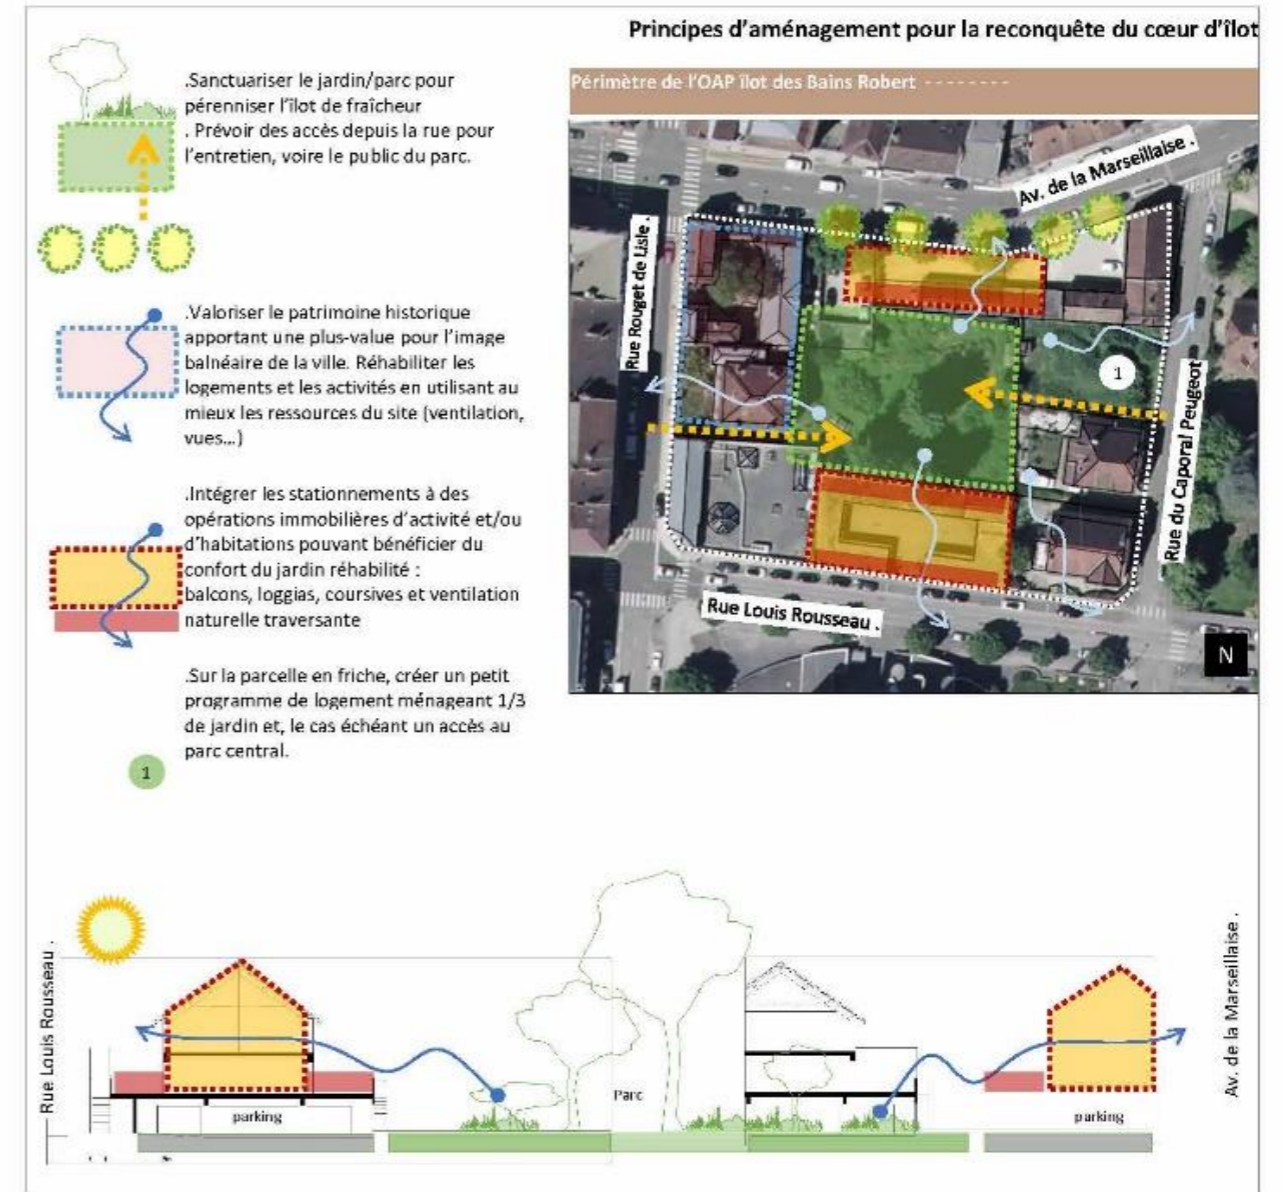 Principes d’aménagement pour la reconquête du cœur d’îlot
Périmètre de l’OAP îlot des Bains Robert - - - - - - - -
.Sanctuariser le jardin/parc pour
pérenniser l’îlot de fraîcheur
. Prévoir des accès depuis la rue pour
l’entretien, voire le public du parc.
.Valoriser le patrimoine historique
apportant une plus-value pour l’image
balnéaire de la ville. Réhabiliter les
logements et les activités en utilisant au
mieux les ressources du site (ventilation,
vues…)
.Intégrer les stationnements à des
opérations immobilières d’activité et/ou
d’habitations pouvant bénéficier du
confort du jardin réhabilité :
balcons, loggias, coursives et ventilation
naturelle traversante
.Sur la parcelle en friche, créer un petit
programme de logement ménageant 1/3
de jardin et, le cas échéant un accès au
parc central.
1
Av. de la Marseillaise .
Rue Rouget de Lisle .
1
Rue du Caporal Peugeot
Rue Louis Rousseau .
N
Rue Louis Rousseau .
parking
Parc
parking
Av. de la Marseillaise .